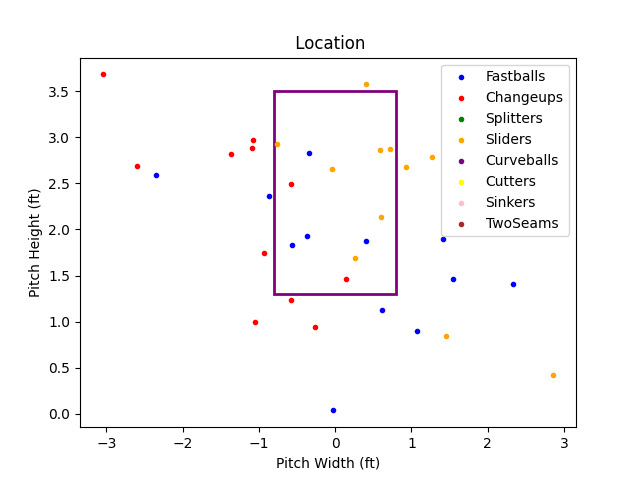 Location
Fastballs
Changeups
Splitters
Sliders
Curveballs
Cutters
Sinkers
TwoSeams
Pitch Height (ft)
3.5
3.0
2.5
2.0
1.5
1.0
0.5
0.0
−3 −2 −1 0 1 2 3
Pitch Width (ft)